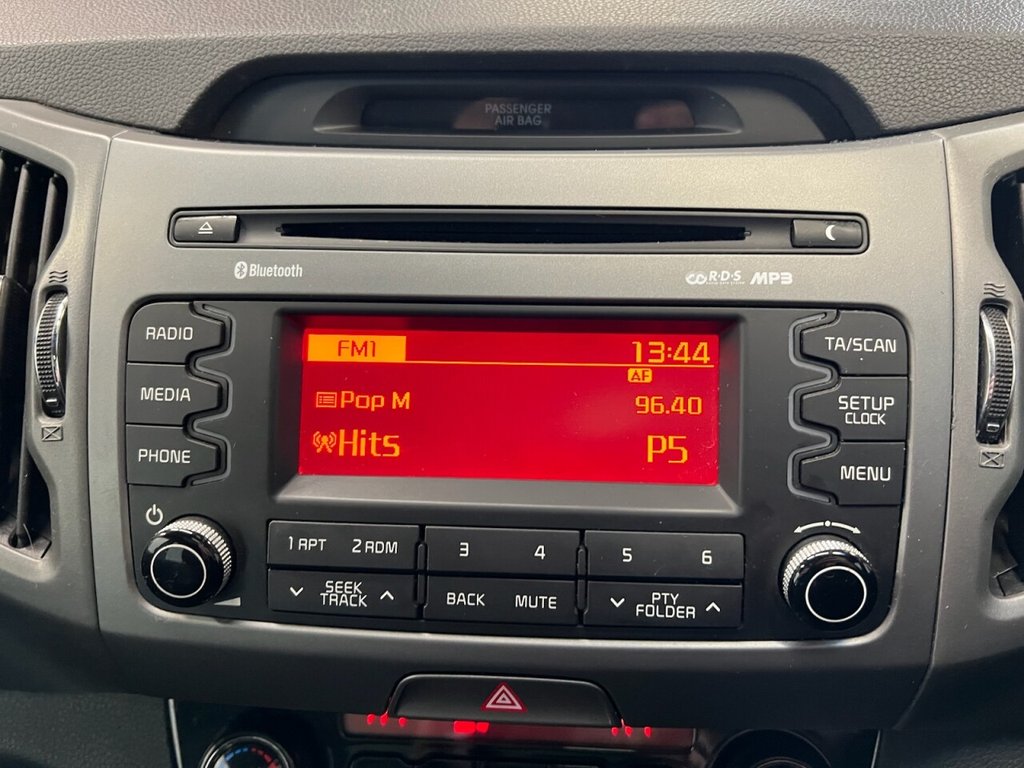 PASSENGER
AIR BAG
Bluetooth
R·D·S MP3
RADIO
MEDIA
PHONE
FM1 13:44
AF
Pop M 96.40
Hits P5
TA/SCAN
SETUP
CLOCK
MENU
1 RPT 2 RDM 3 4 5 6
SEEK
TRACK
BACK MUTE
PTY
FOLDER